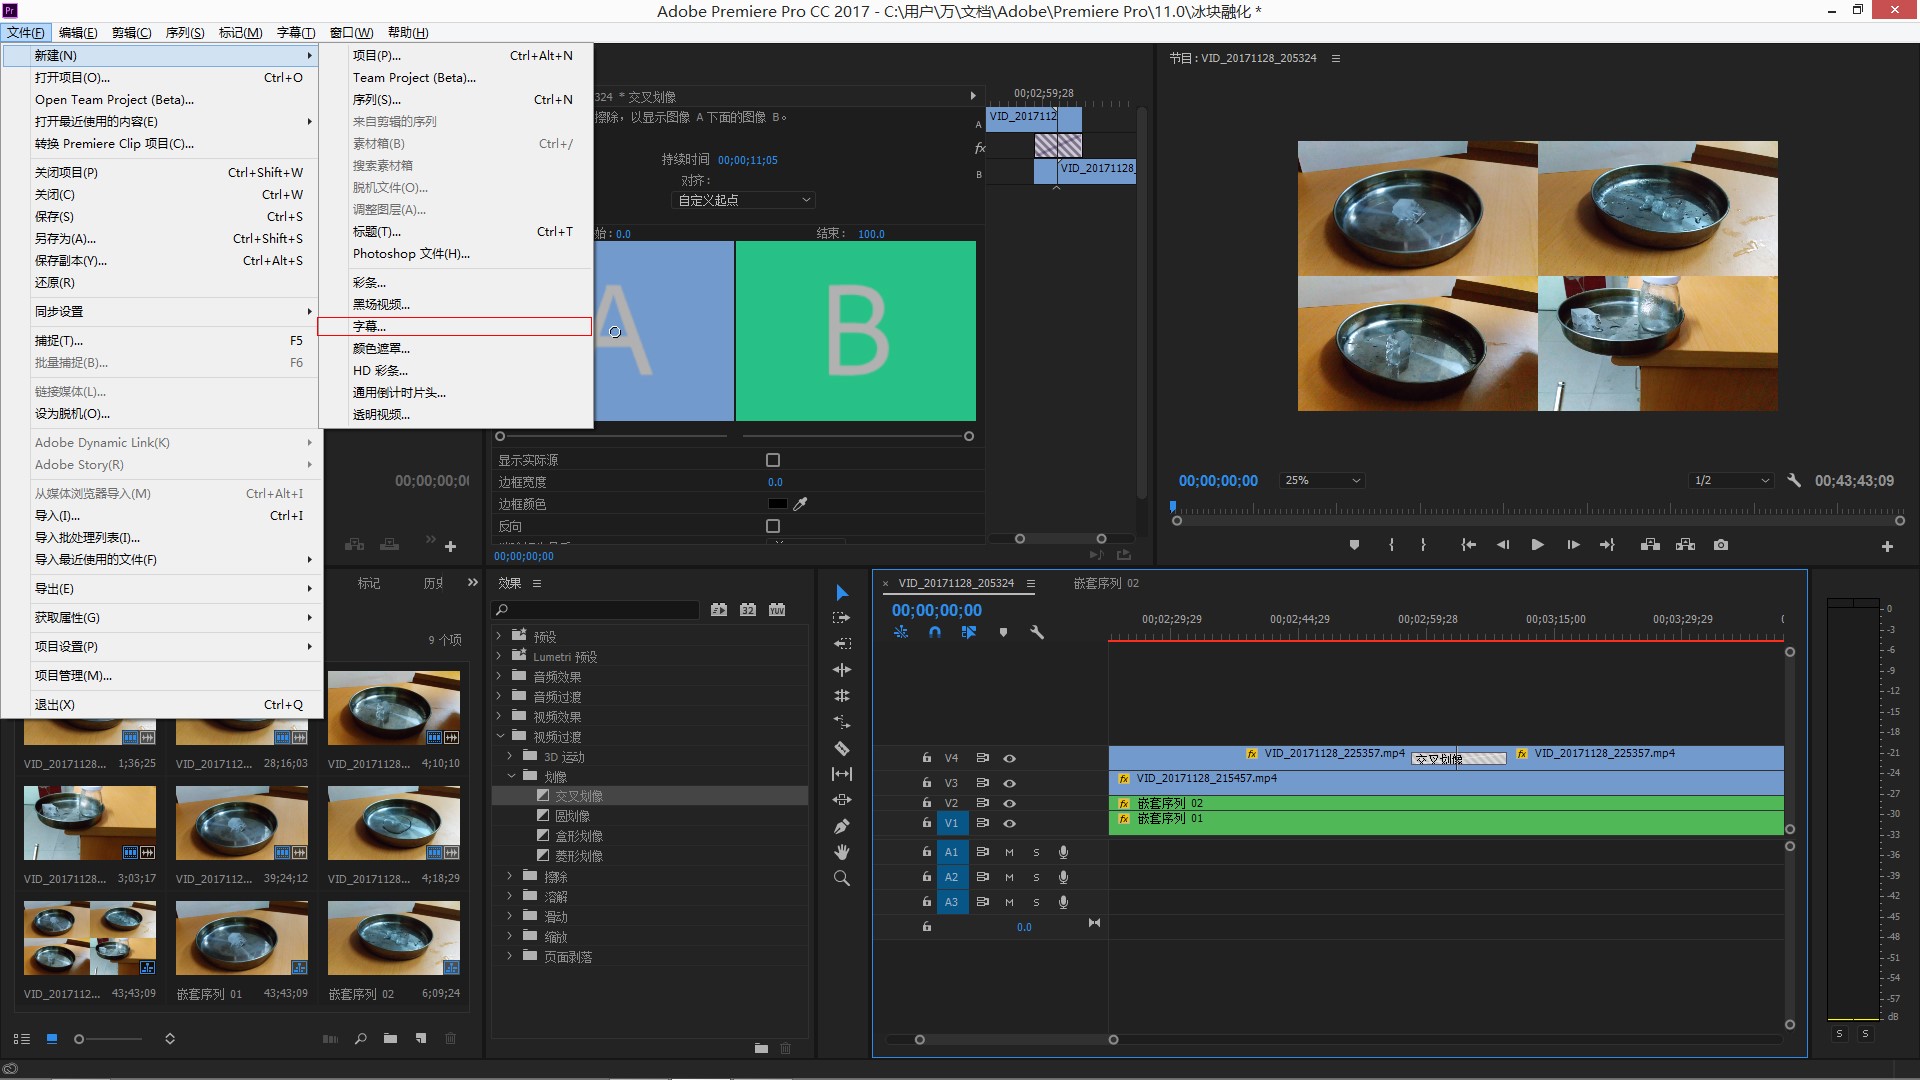 Adobe Premiere Pro CC 2017 - C:\用户\万\文档\Adobe\Premiere Pro\11.0\冰块融化 *
文件(F) 编辑(E) 剪辑(C) 序列(S) 标记(M) 字幕(T) 窗口(W) 帮助(H)
新建(N)
打开项目(O)... Ctrl+O
Open Team Project (Beta)...
打开最近使用的内容(E)
转换 Premiere Clip 项目(C)...
关闭项目(P) Ctrl+Shift+W
关闭(C) Ctrl+W
保存(S) Ctrl+S
另存为(A)... Ctrl+Shift+S
保存副本(Y)... Ctrl+Alt+S
还原(R)
同步设置
捕捉(T)... F5
批量捕捉(B)... F6
链接媒体(L)...
设为脱机(O)...
Adobe Dynamic Link(K)
Adobe Story(R)
从媒体浏览器导入(M) Ctrl+Alt+I
导入(I)... Ctrl+I
导入批处理列表(I)...
导入最近使用的文件(F)
导出(E)
获取属性(G)
项目设置(P)
项目管理(M)...
退出(X) Ctrl+Q
项目(P)... Ctrl+Alt+N
Team Project (Beta)...
序列(S)... Ctrl+N
来自剪辑的序列
素材箱(B) Ctrl+/
搜索素材箱
脱机文件(O)...
调整图层(A)...
标题(T)... Ctrl+T
Photoshop 文件(H)...
彩条...
黑场视频...
字幕...
颜色遮罩...
HD 彩条...
通用倒计时片头...
透明视频...
324 * 交叉划像
擦除，以显示图像 A 下面的图像 B。
持续时间 00;00;11;05
对齐：
自定义起点
始: 0.0
结束： 100.0
A B
显示实际源
边框宽度 0.0
边框颜色
反向
00;00;00;00
00;02;59;28
A VID_2017112
fx
B VID_20171128_
节目：VID_20171128_205324
00;00;00;00 25% 1/2 00;43;43;09
00;00;00;00
标记 历史
9 个项
VID_20171128... 1;36;25
VID_2017112... 28;16;03
VID_20171128... 4;10;10
VID_20171128... 3;03;17
VID_2017112... 39;24;12
VID_20171128... 4;18;29
VID_2017112... 43;43;09
嵌套序列 01 43;43;09
嵌套序列 02 6;09;24
效果
32 YUV
预设
Lumetri 预设
音频效果
音频过渡
视频效果
视频过渡
3D 运动
划像
交叉划像
圆划像
盒形划像
菱形划像
擦除
溶解
滑动
缩放
页面剥落
× VID_20171128_205324 嵌套序列 02
00;00;00;00
00;02;29;29 00;02;44;29 00;02;59;28 00;03;15;00 00;03;29;29
V4 fx VID_20171128_225357.mp4 交叉划像 fx VID_20171128_225357.mp4
V3 fx VID_20171128_215457.mp4
V2 fx 嵌套序列 02
V1 fx 嵌套序列 01
A1 M S
A2 M S
A3 M S
0.0
0
-3
-6
-9
-12
-15
-18
-21
-24
-27
-30
-33
-36
-39
-42
-45
-48
-51
-54
-57
dB
S S